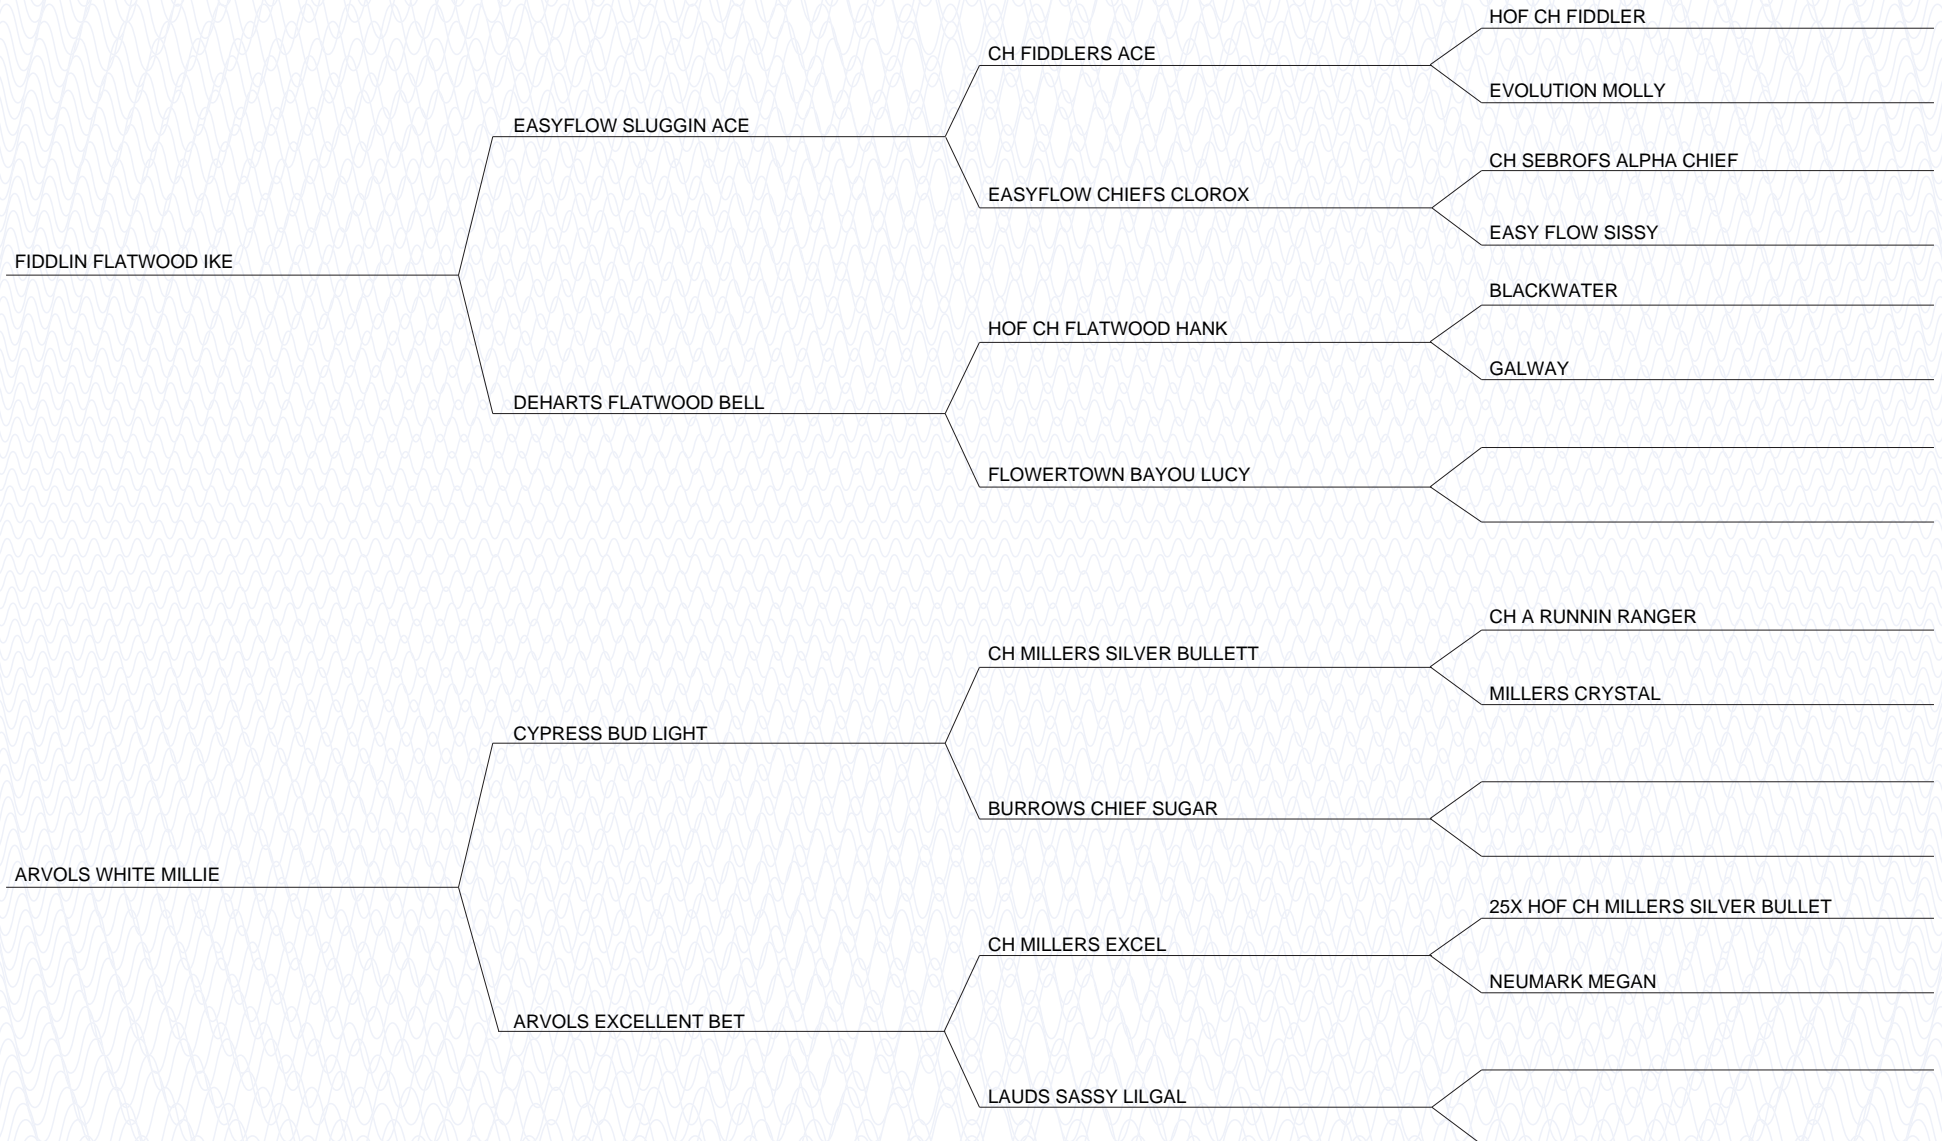 HOF CH FIDDLER
CH FIDDLERS ACE
EVOLUTION MOLLY
EASYFLOW SLUGGIN ACE
CH SEBROFS ALPHA CHIEF
EASYFLOW CHIEFS CLOROX
EASY FLOW SISSY
FIDDLIN FLATWOOD IKE
BLACKWATER
HOF CH FLATWOOD HANK
GALWAY
DEHARTS FLATWOOD BELL
FLOWERTOWN BAYOU LUCY
CH A RUNNIN RANGER
CH MILLERS SILVER BULLETT
MILLERS CRYSTAL
CYPRESS BUD LIGHT
BURROWS CHIEF SUGAR
ARVOLS WHITE MILLIE
25X HOF CH MILLERS SILVER BULLET
CH MILLERS EXCEL
NEUMARK MEGAN
ARVOLS EXCELLENT BET
LAUDS SASSY LILGAL